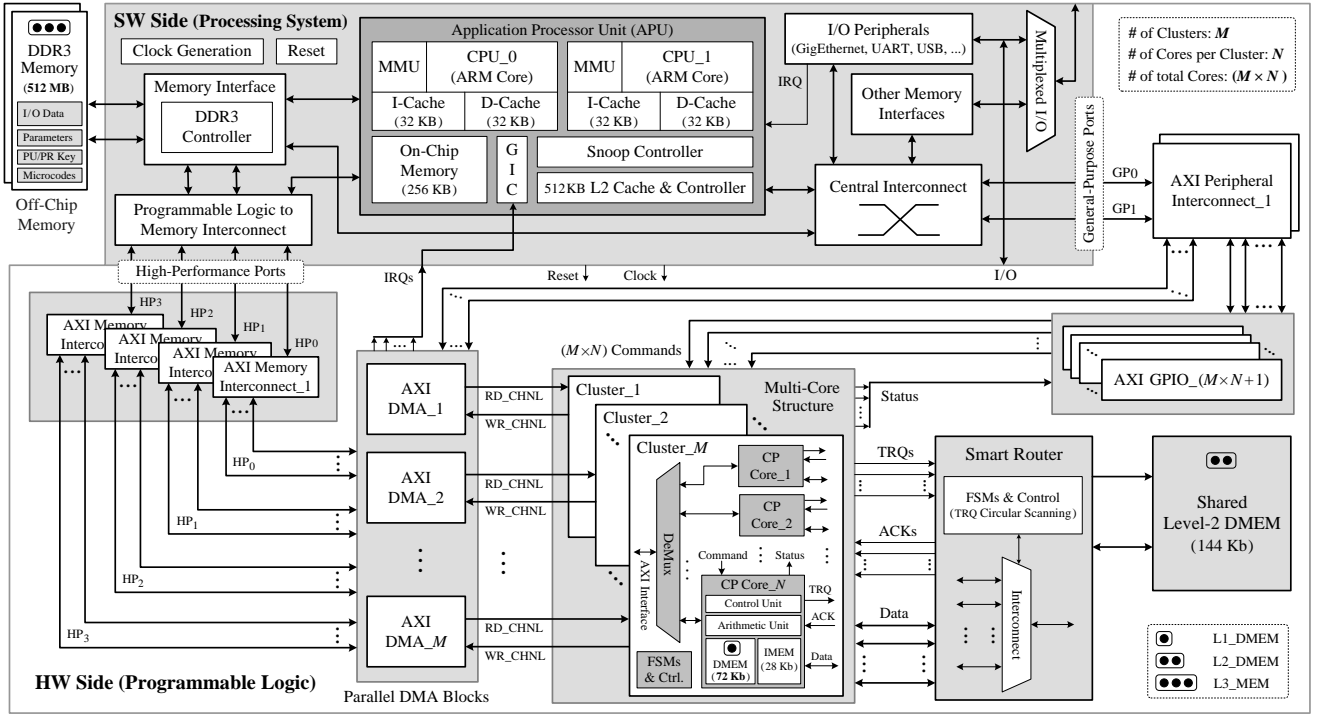 SW Side (Processing System)
DDR3
Memory
(512 MB)
I/O Data
Parameters
PU/PR Key
Microcodes
Off-Chip
Memory
Clock Generation
Reset
Memory Interface
DDR3
Controller
Programmable Logic to
Memory Interconnect
Application Processor Unit (APU)
MMU
CPU_0
(ARM Core)
I-Cache
(32 KB)
D-Cache
(32 KB)
MMU
CPU_1
(ARM Core)
I-Cache
(32 KB)
D-Cache
(32 KB)
On-Chip
Memory
(256 KB)
G
I
C
Snoop Controller
512KB L2 Cache & Controller
I/O Peripherals
(GigEthernet, UART, USB, ...)
IRQ
Other Memory
Interfaces
Multiplexed I/O
Central Interconnect
General-Purpose Ports
# of Clusters: M
# of Cores per Cluster: N
# of total Cores: (M × N )
GP0
GP1
AXI Peripheral
Interconnect_1
High-Performance Ports
IRQs
Reset
Clock
I/O
HP3
HP2
HP1
HP0
AXI Memory
Interco
AXI Memory
Interco
AXI Memory
Interco
AXI Memory
Interconnect_1
HP0
HP1
HP2
HP3
AXI
DMA_1
AXI
DMA_2
AXI
DMA_M
Parallel DMA Blocks
RD_CHNL
WR_CHNL
RD_CHNL
WR_CHNL
RD_CHNL
WR_CHNL
(M×N) Commands
Multi-Core
Structure
Cluster_1
Cluster_2
Cluster_M
CP
Core_1
CP
Core_2
DeMux
AXI Interface
Command
Status
CP Core_N
Control Unit
Arithmetic Unit
DMEM
(72 Kb)
IMEM
(28 Kb)
TRQ
ACK
Data
FSMs
& Ctrl.
Status
AXI GPIO_(M×N+1)
TRQs
ACKs
Data
Smart Router
FSMs & Control
(TRQ Circular Scanning)
Interconnect
Shared
Level-2 DMEM
(144 Kb)
L1_DMEM
L2_DMEM
L3_MEM
HW Side (Programmable Logic)